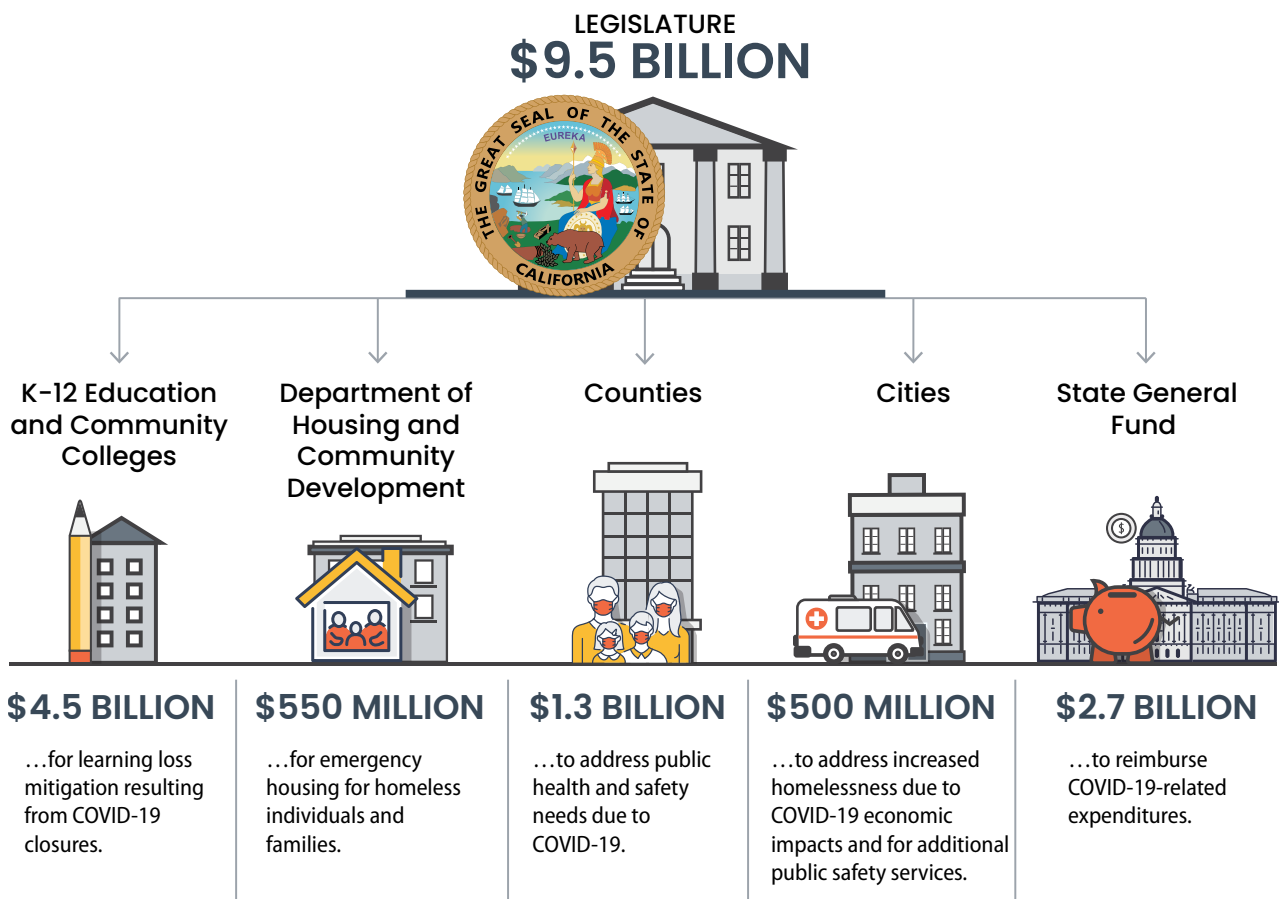 LEGISLATURE
$9.5 BILLION
THE GREAT SEAL OF THE STATE OF CALIFORNIA
EUREKA
K-12 Education
and Community
Colleges
Department of
Housing and
Community
Development
Counties
Cities
State General
Fund
$
$4.5 BILLION
…for learning loss
mitigation resulting
from COVID-19
closures.
$550 MILLION
…for emergency
housing for homeless
individuals and
families.
$1.3 BILLION
…to address public
health and safety
needs due to
COVID-19.
$500 MILLION
…to address increased
homelessness due to
COVID-19 economic
impacts and for additional
public safety services.
$2.7 BILLION
…to reimburse
COVID-19-related
expenditures.